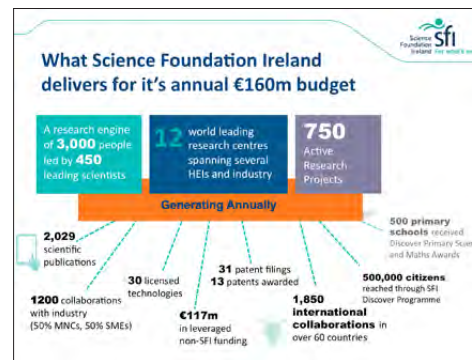 Science
Foundation
Ireland
sfi
For what's
What Science Foundation Ireland
delivers for it's annual €160m budget
A research engine
of 3,000 people
led by 450
leading scientists
12 world leading
research centres
spanning several
HEIs and industry
750
Active
Research
Projects
Generating Annually
2,029
scientific
publications
1200 collaborations
with industry
(50% MNCs, 50% SMEs)
30 licensed
technologies
€117m
in leveraged
non-SFI funding
31 patent filings
13 patents awarded
1,850
international
collaborations in
over 60 countries
500,000 citizens
reached through SFI
Discover Programme
500 primary
schools received
Discover Primary
and Maths Awards